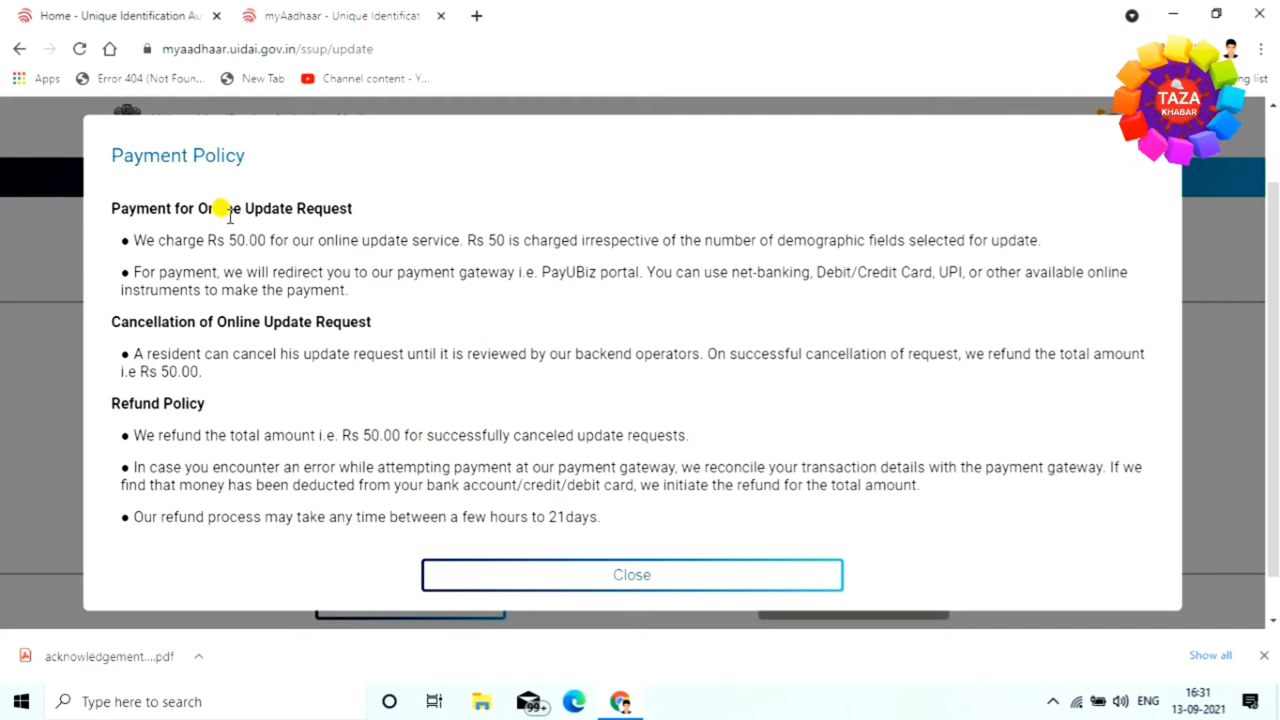 Home - Unique Identification Au
myAadhaar - Unique Identificat
myaadhaar.uidai.gov.in/ssup/update
Apps
Error 404 (Not Foun...
New Tab
Channel content - Y...
TAZA
KHABAR
Payment Policy
Payment for Online Update Request
● We charge Rs 50.00 for our online update service. Rs 50 is charged irrespective of the number of demographic fields selected for update.
● For payment, we will redirect you to our payment gateway i.e. PayUBiz portal. You can use net-banking, Debit/Credit Card, UPI, or other available online
instruments to make the payment.
Cancellation of Online Update Request
● A resident can cancel his update request until it is reviewed by our backend operators. On successful cancellation of request, we refund the total amount
i.e Rs 50.00.
Refund Policy
● We refund the total amount i.e. Rs 50.00 for successfully canceled update requests.
● In case you encounter an error while attempting payment at our payment gateway, we reconcile your transaction details with the payment gateway. If we
find that money has been deducted from your bank account/credit/debit card, we initiate the refund for the total amount.
● Our refund process may take any time between a few hours to 21days.
Close
acknowledgement....pdf
Show all
Type here to search
99+
ENG
16:31
13-09-2021